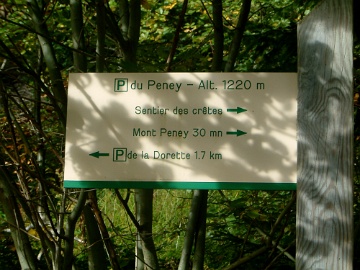 P du Peney - Alt. 1220 m
Sentier des crêtes →
Mont Peney 30 mn →
← P de la Dorette 1.7 km